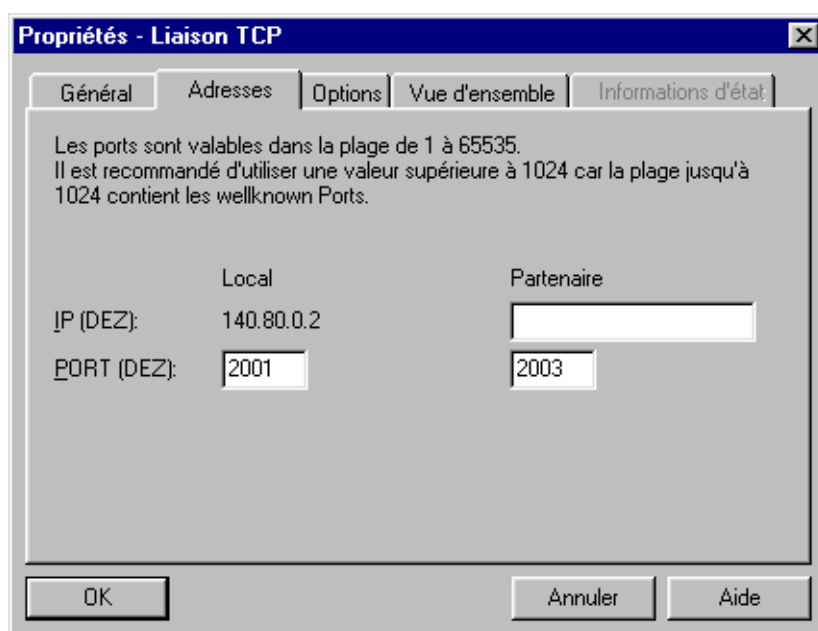 Propriétés - Liaison TCP
Général Adresses Options Vue d'ensemble Informations d'état
Les ports sont valables dans la plage de 1 à 65535.
Il est recommandé d'utiliser une valeur supérieure à 1024 car la plage jusqu'à
1024 contient les wellknown Ports.
Local Partenaire
IP (DEZ): 140.80.0.2
PORT (DEZ): 2001 2003
OK Annuler Aide